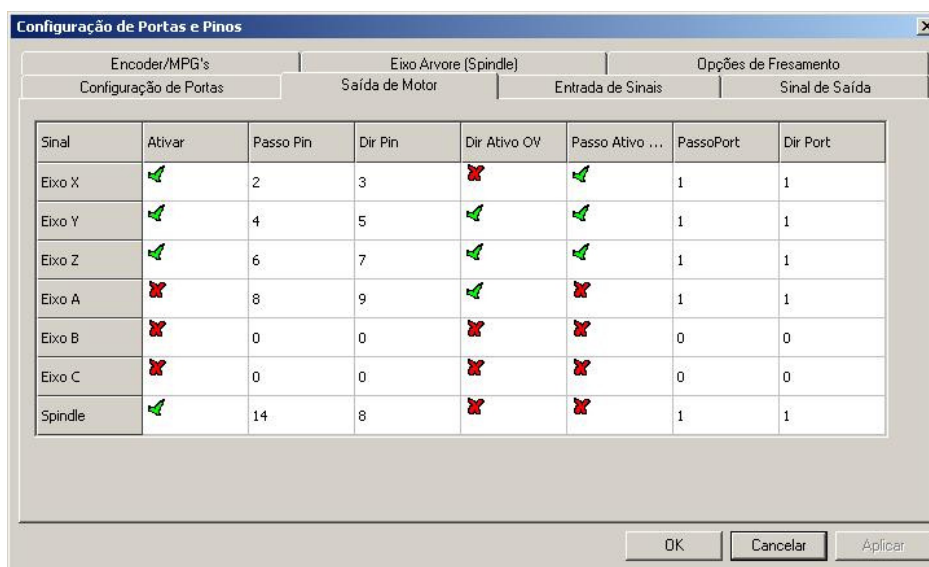 Configuração de Portas e Pinos
Encoder/MPG's Eixo Arvore (Spindle) Opções de Fresamento
Configuração de Portas Saída de Motor Entrada de Sinais Sinal de Saída
Sinal Ativar Passo Pin Dir Pin Dir Ativo OV Passo Ativo ... PassoPort Dir Port
Eixo X 2 3 1 1
Eixo Y 4 5 1 1
Eixo Z 6 7 1 1
Eixo A 8 9 1 1
Eixo B 0 0 0 0
Eixo C 0 0 0 0
Spindle 14 8 1 1
OK Cancelar Aplicar